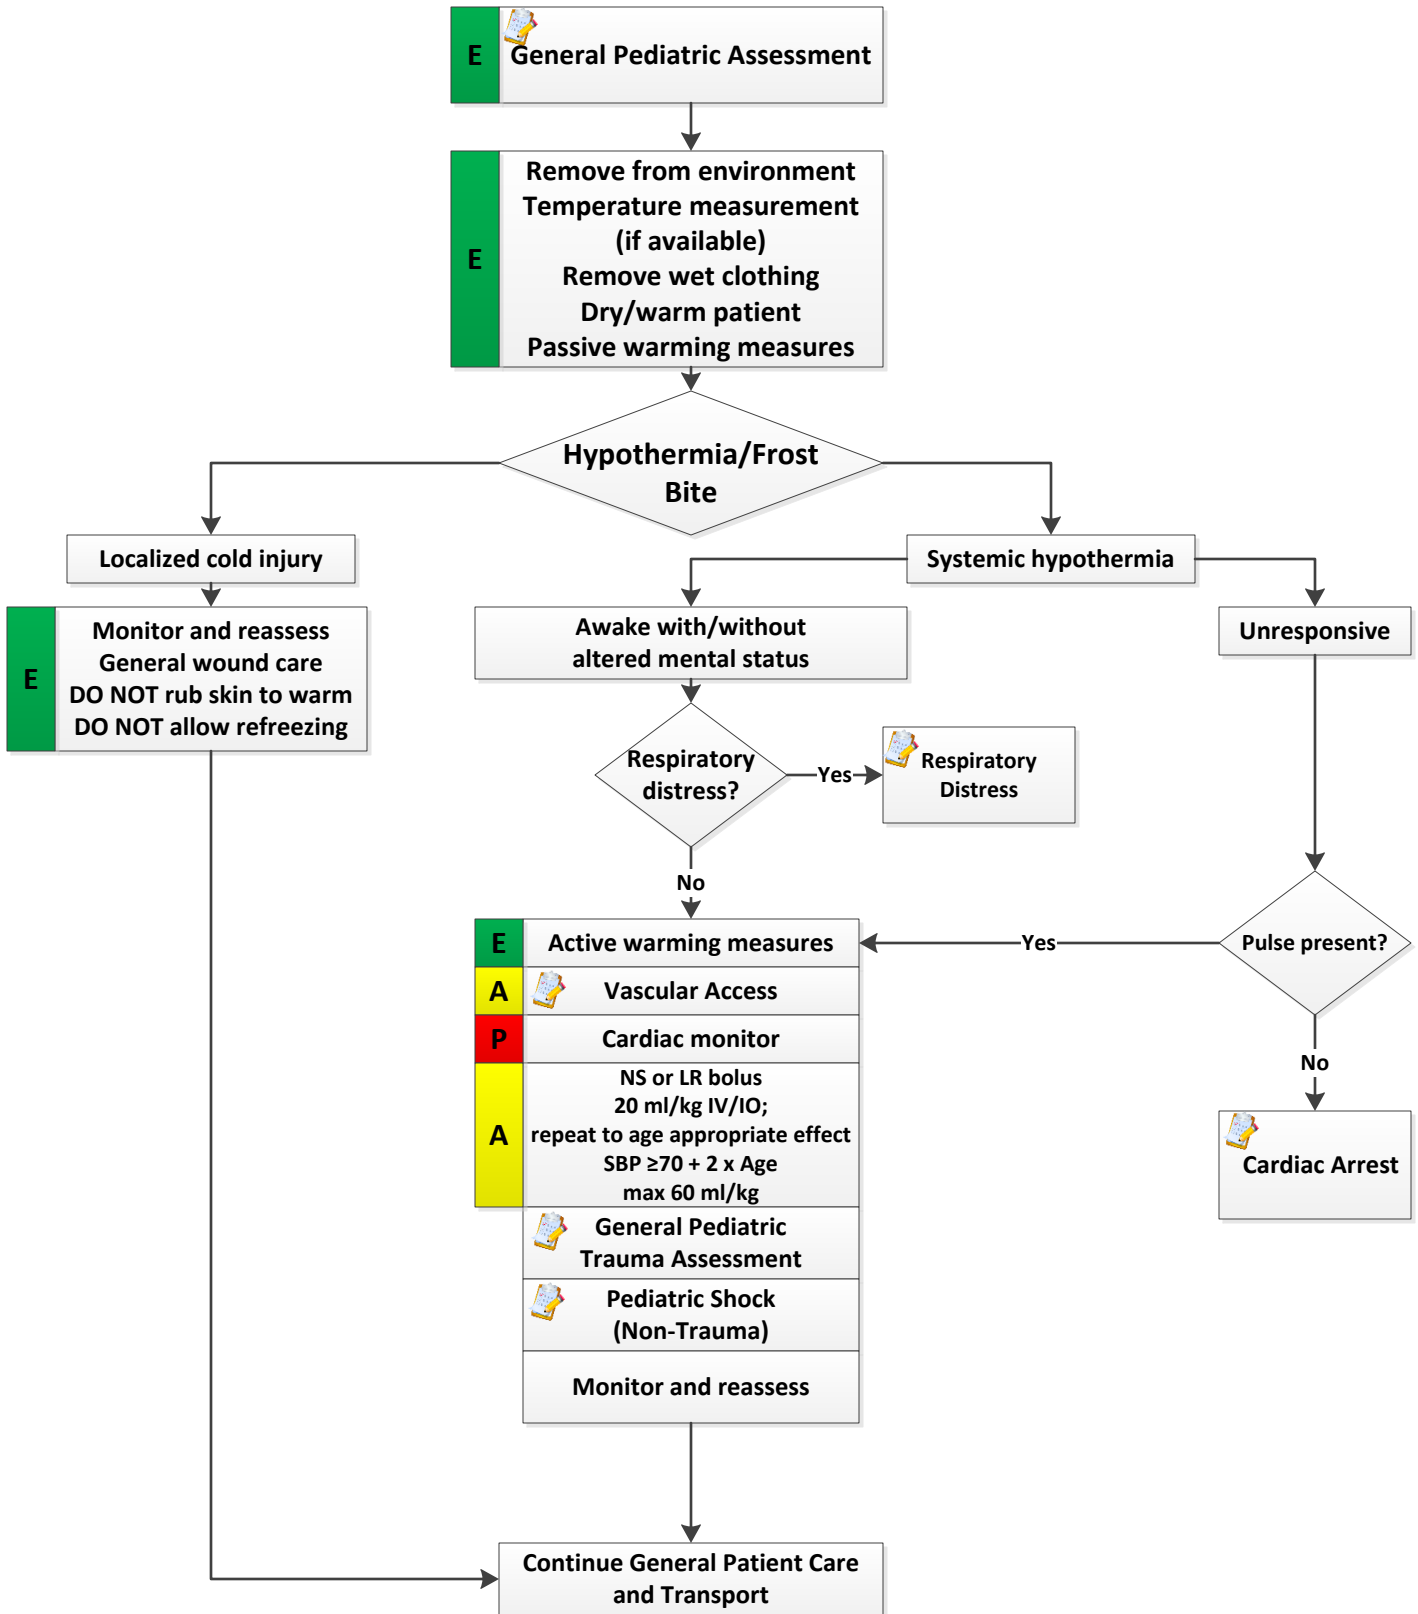 E
General Pediatric Assessment
E
Remove from environment
Temperature measurement
(if available)
Remove wet clothing
Dry/warm patient
Passive warming measures
Hypothermia/Frost
Bite
Localized cold injury
Systemic hypothermia
E
Monitor and reassess
General wound care
DO NOT rub skin to warm
DO NOT allow refreezing
Awake with/without
altered mental status
Unresponsive
Respiratory
distress?
Yes
Respiratory
Distress
No
E
Active warming measures
Yes
Pulse present?
A
Vascular Access
P
Cardiac monitor
No
A
NS or LR bolus
20 ml/kg IV/IO;
repeat to age appropriate effect
SBP ≥70 + 2 x Age
max 60 ml/kg
Cardiac Arrest
General Pediatric
Trauma Assessment
Pediatric Shock
(Non-Trauma)
Monitor and reassess
Continue General Patient Care
and Transport